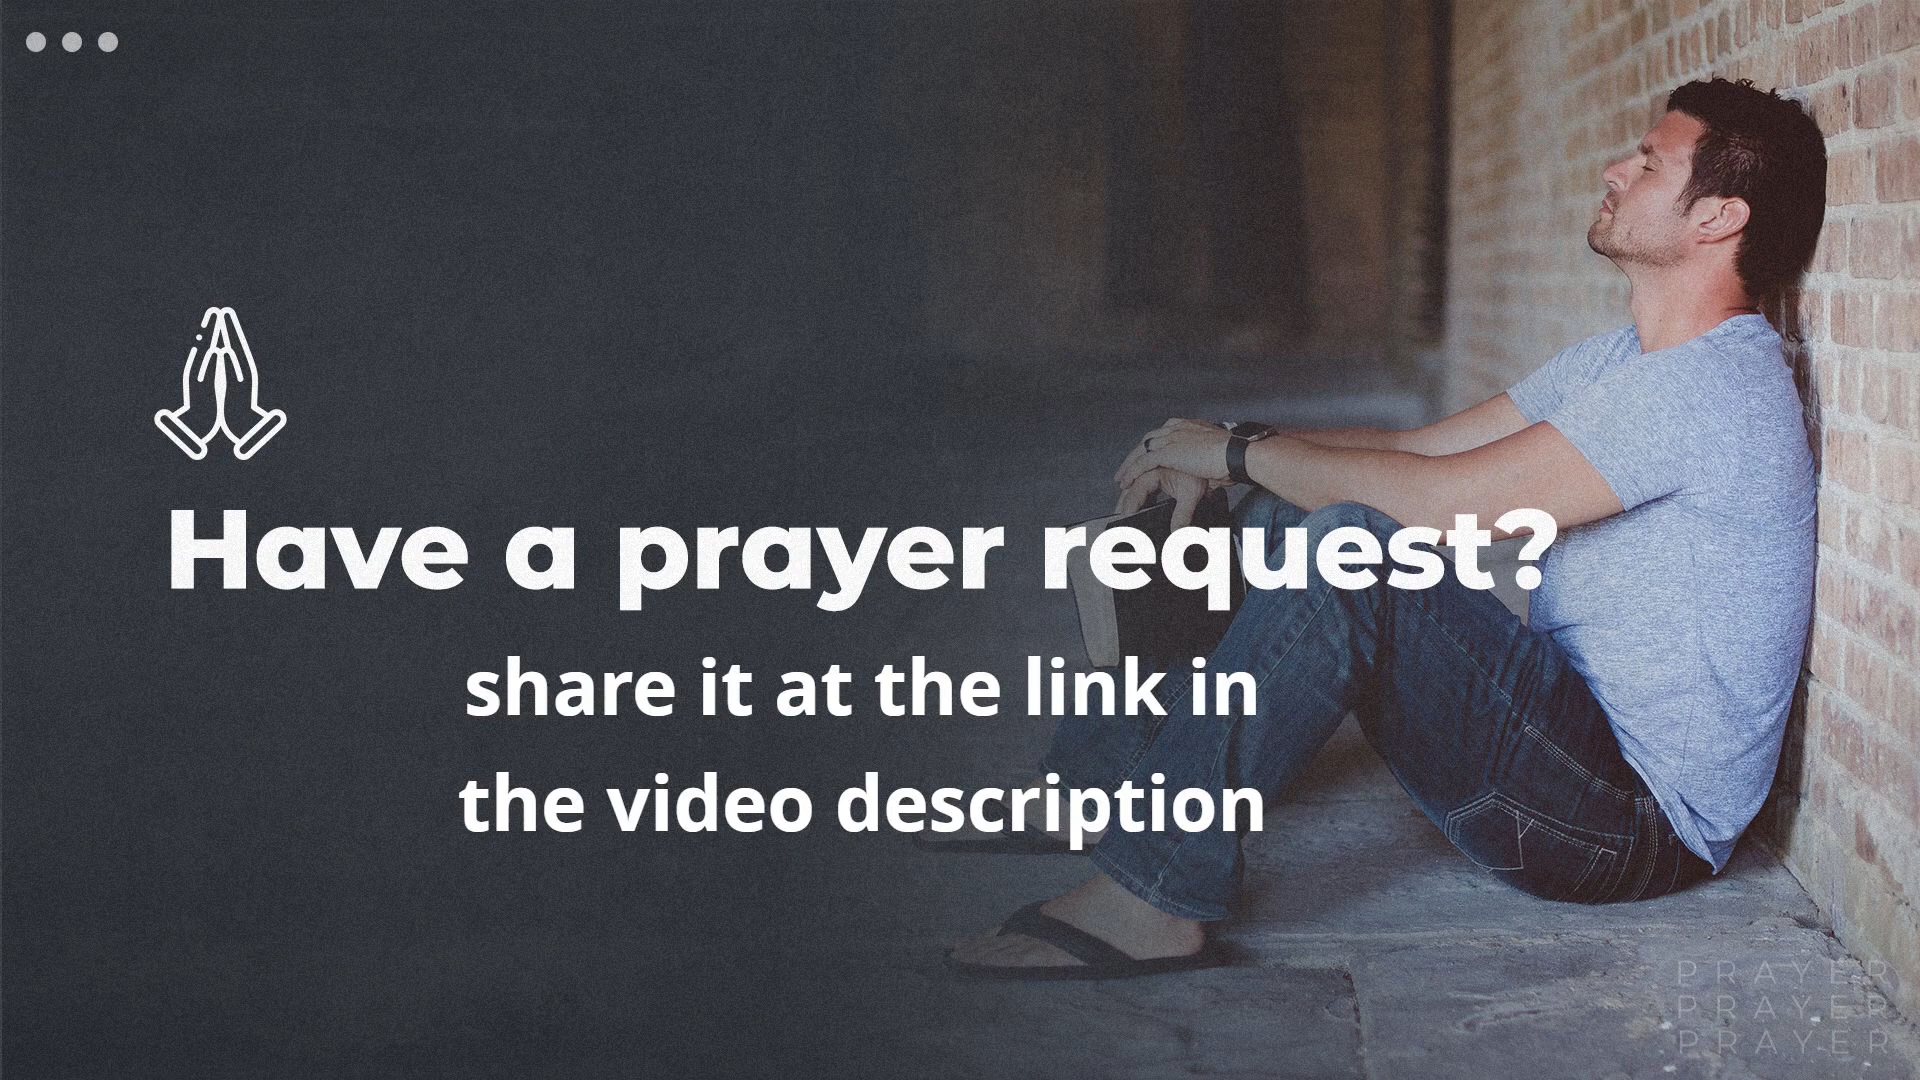 Have a prayer request?
share it at the link in
the video description
PRAYER
PRAYER
PRAYER